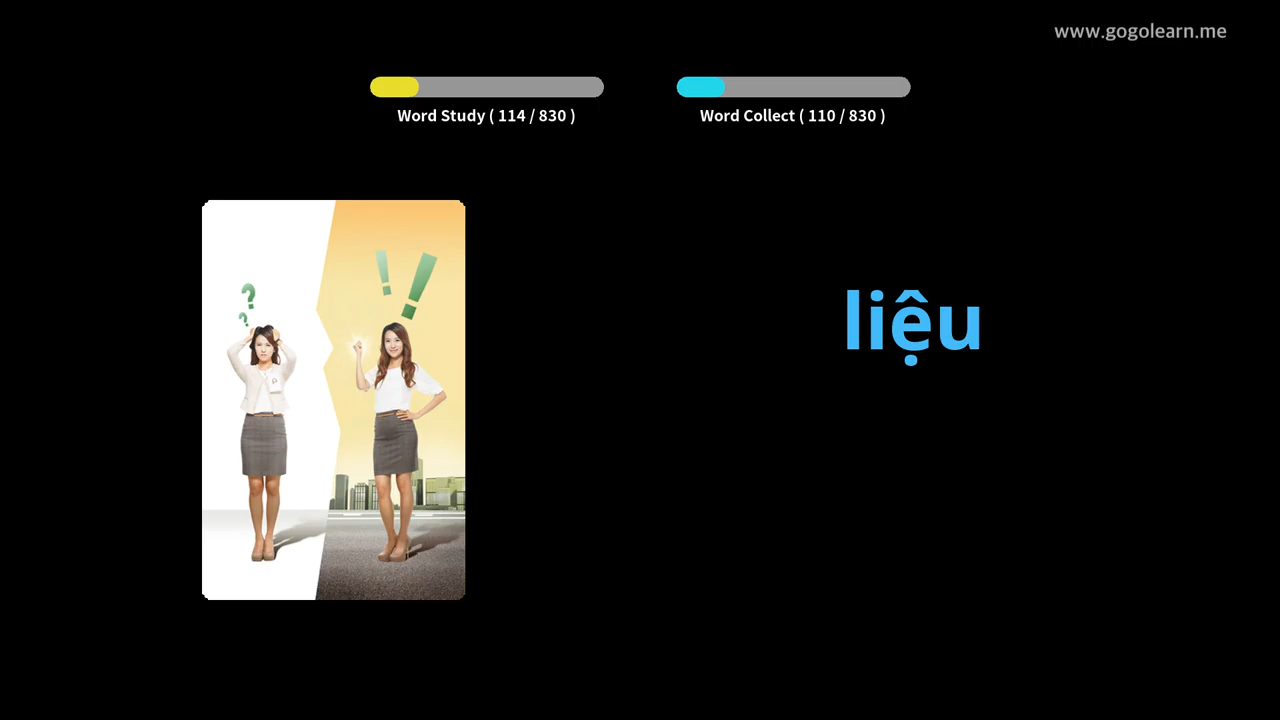 www.gogolearn.me
Word Study ( 114 / 830 )
Word Collect ( 110 / 830 )
? ?
! !
liệu